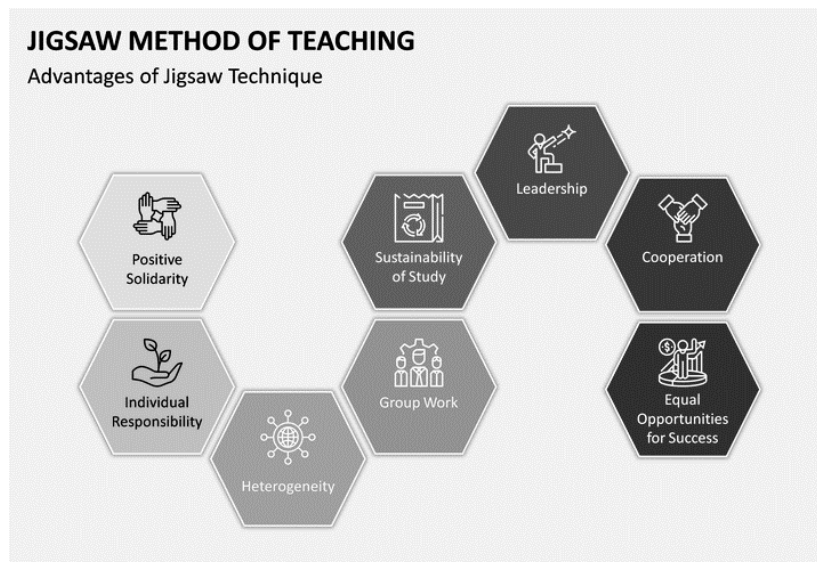 JIGSAW METHOD OF TEACHING
Advantages of Jigsaw Technique
Positive
Solidarity
Individual
Responsibility
Heterogeneity
Group Work
Sustainability
of Study
Leadership
Cooperation
Equal
Opportunities
for Success